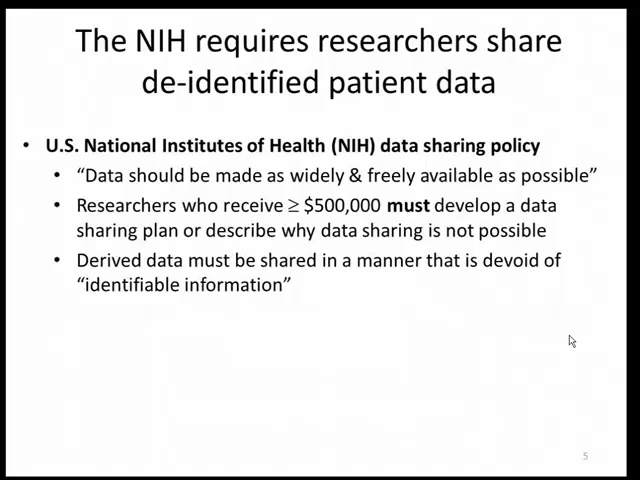 The NIH requires researchers share
de-identified patient data
• U.S. National Institutes of Health (NIH) data sharing policy
• “Data should be made as widely & freely available as possible”
• Researchers who receive ≥ $500,000 must develop a data
sharing plan or describe why data sharing is not possible
• Derived data must be shared in a manner that is devoid of
“identifiable information”
5